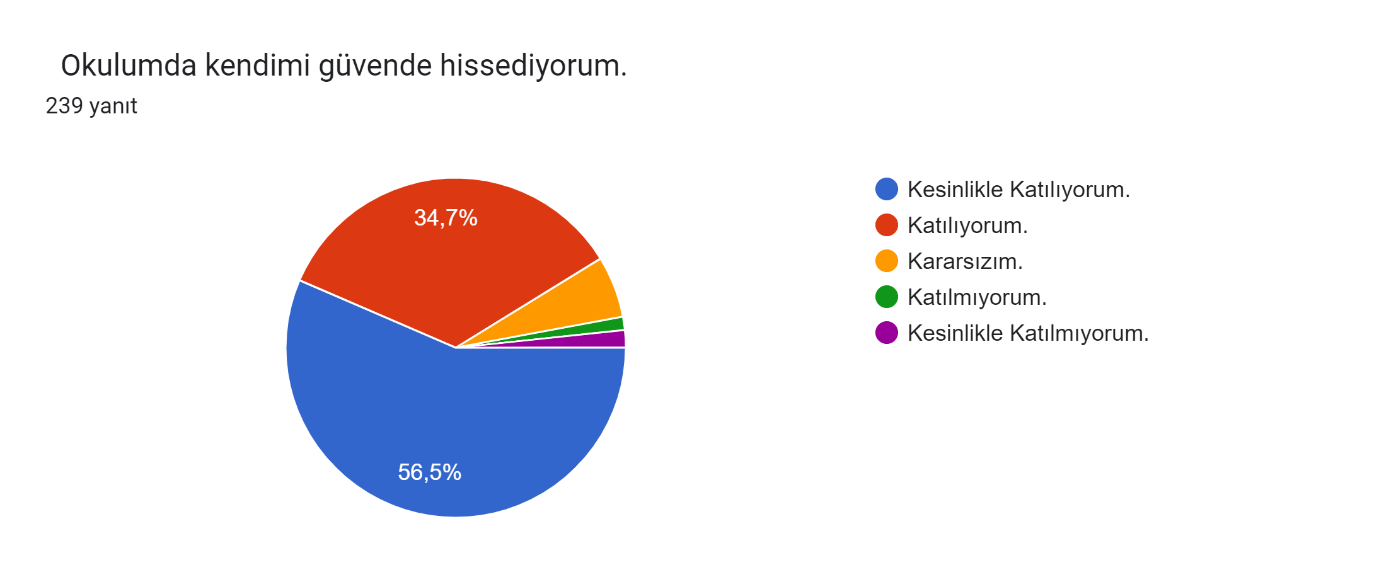 Okulumda kendimi güvende hissediyorum.
239 yanıt
34,7%
56,5%
Kesinlikle Katılıyorum.
Katılıyorum.
Kararsızım.
Katılmıyorum.
Kesinlikle Katılmıyorum.